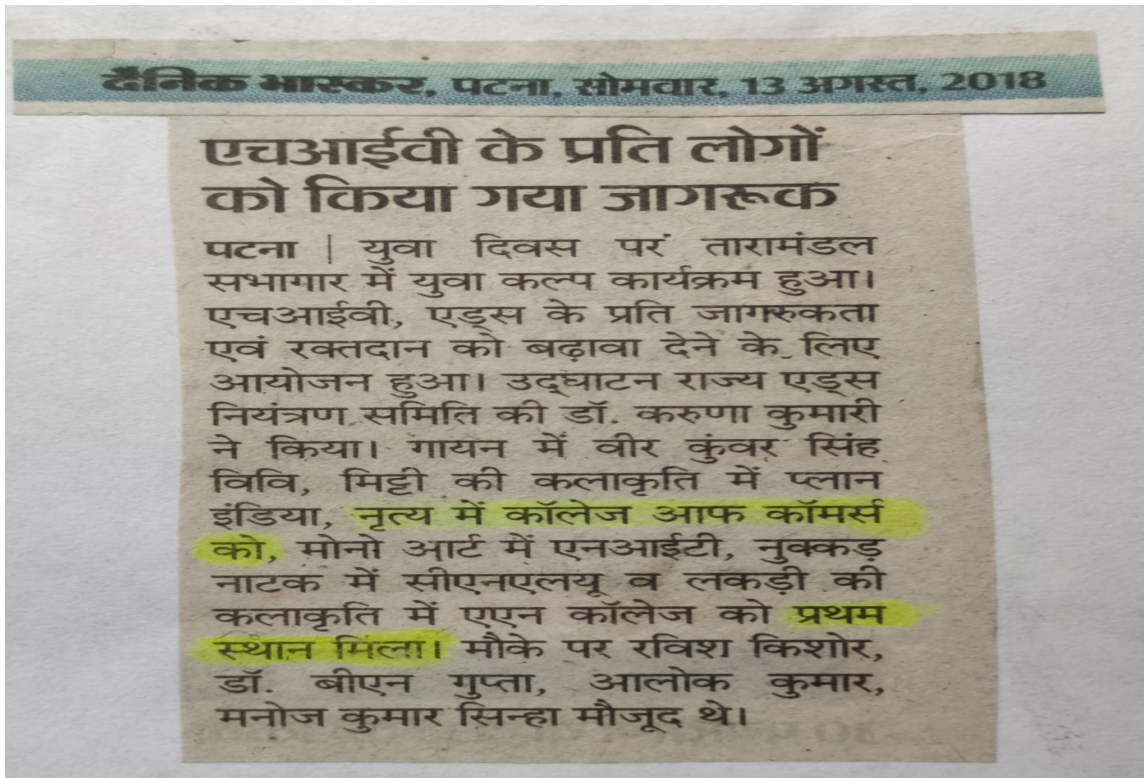 दैनिक भास्कर, पटना, सोमवार, 13 अगस्त, 2018
एचआईवी के प्रति लोगों
को किया गया जागरूक
पटना | युवा दिवस पर तारामंडल
सभागार में युवा कल्प कार्यक्रम हुआ।
एचआईवी, एड्स के प्रति जागरुकता
एवं रक्तदान को बढ़ावा देने के लिए
आयोजन हुआ। उद्घाटन राज्य एड्स
नियंत्रण समिति की डॉ. करुणा कुमारी
ने किया। गायन में वीर कुंवर सिंह
विवि, मिट्टी की कलाकृति में प्लान
इंडिया, नृत्य में कॉलेज आफ कॉमर्स
को, मोनो आर्ट में एनआईटी, नुक्कड़
नाटक में सीएनएलयू व लकड़ी की
कलाकृति में एएन कॉलेज को प्रथम
स्थान मिला। मौके पर रविश किशोर,
डॉ. बीएन गुप्ता, आलोक कुमार,
मनोज कुमार सिन्हा मौजूद थे।